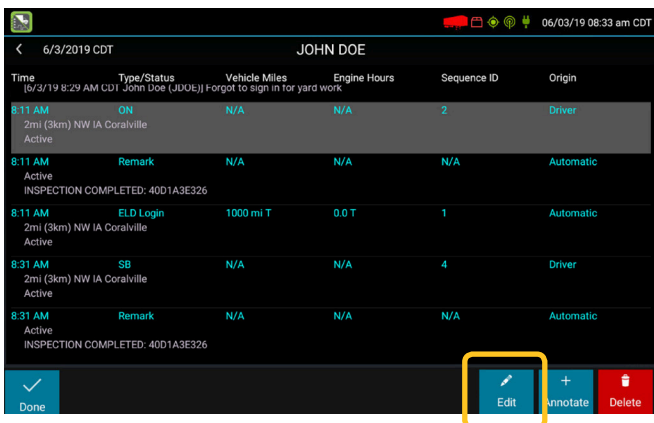 06/03/19 08:33 am CDT
6/3/2019 CDT JOHN DOE
Time Type/Status Vehicle Miles Engine Hours Sequence ID Origin
[6/3/19 8:29 AM CDT John Doe (JDOE)] Forgot to sign in for yard work
8:11 AM ON N/A N/A 2 Driver
2mi (3km) NW IA Coralville
Active
8:11 AM Remark N/A N/A N/A Automatic
Active
INSPECTION COMPLETED: 40D1A3E326
8:11 AM ELD Login 1000 mi T 0.0 T 1 Automatic
2mi (3km) NW IA Coralville
Active
8:31 AM SB N/A N/A 4 Driver
2mi (3km) NW IA Coralville
Active
8:31 AM Remark N/A N/A N/A Automatic
Active
INSPECTION COMPLETED: 40D1A3E326
Done Edit Annotate Delete